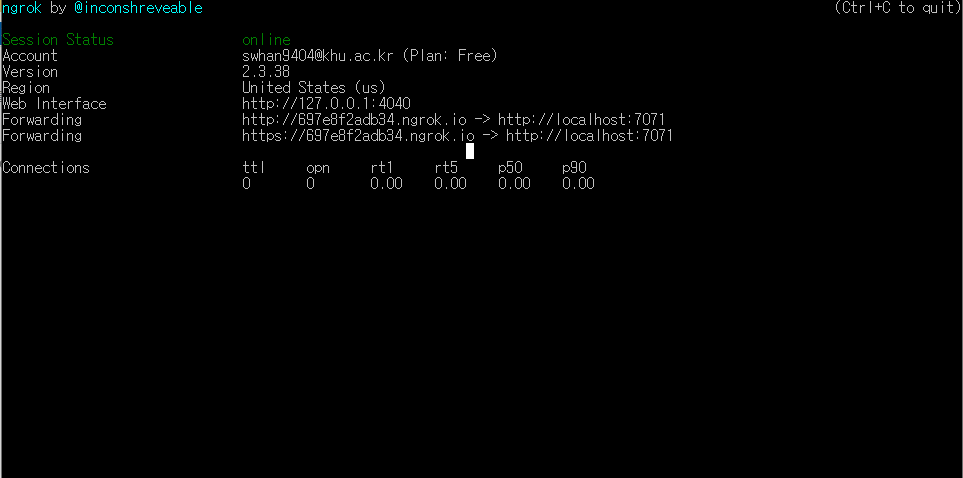 ngrok by @inconshreveable (Ctrl+C to quit)
Session Status online
Account swhan9404@khu.ac.kr (Plan: Free)
Version 2.3.38
Region United States (us)
Web Interface http://127.0.0.1:4040
Forwarding http://697e8f2adb34.ngrok.io -> http://localhost:7071
Forwarding https://697e8f2adb34.ngrok.io -> http://localhost:7071
Connections ttl opn rt1 rt5 p50 p90
0 0 0.00 0.00 0.00 0.00